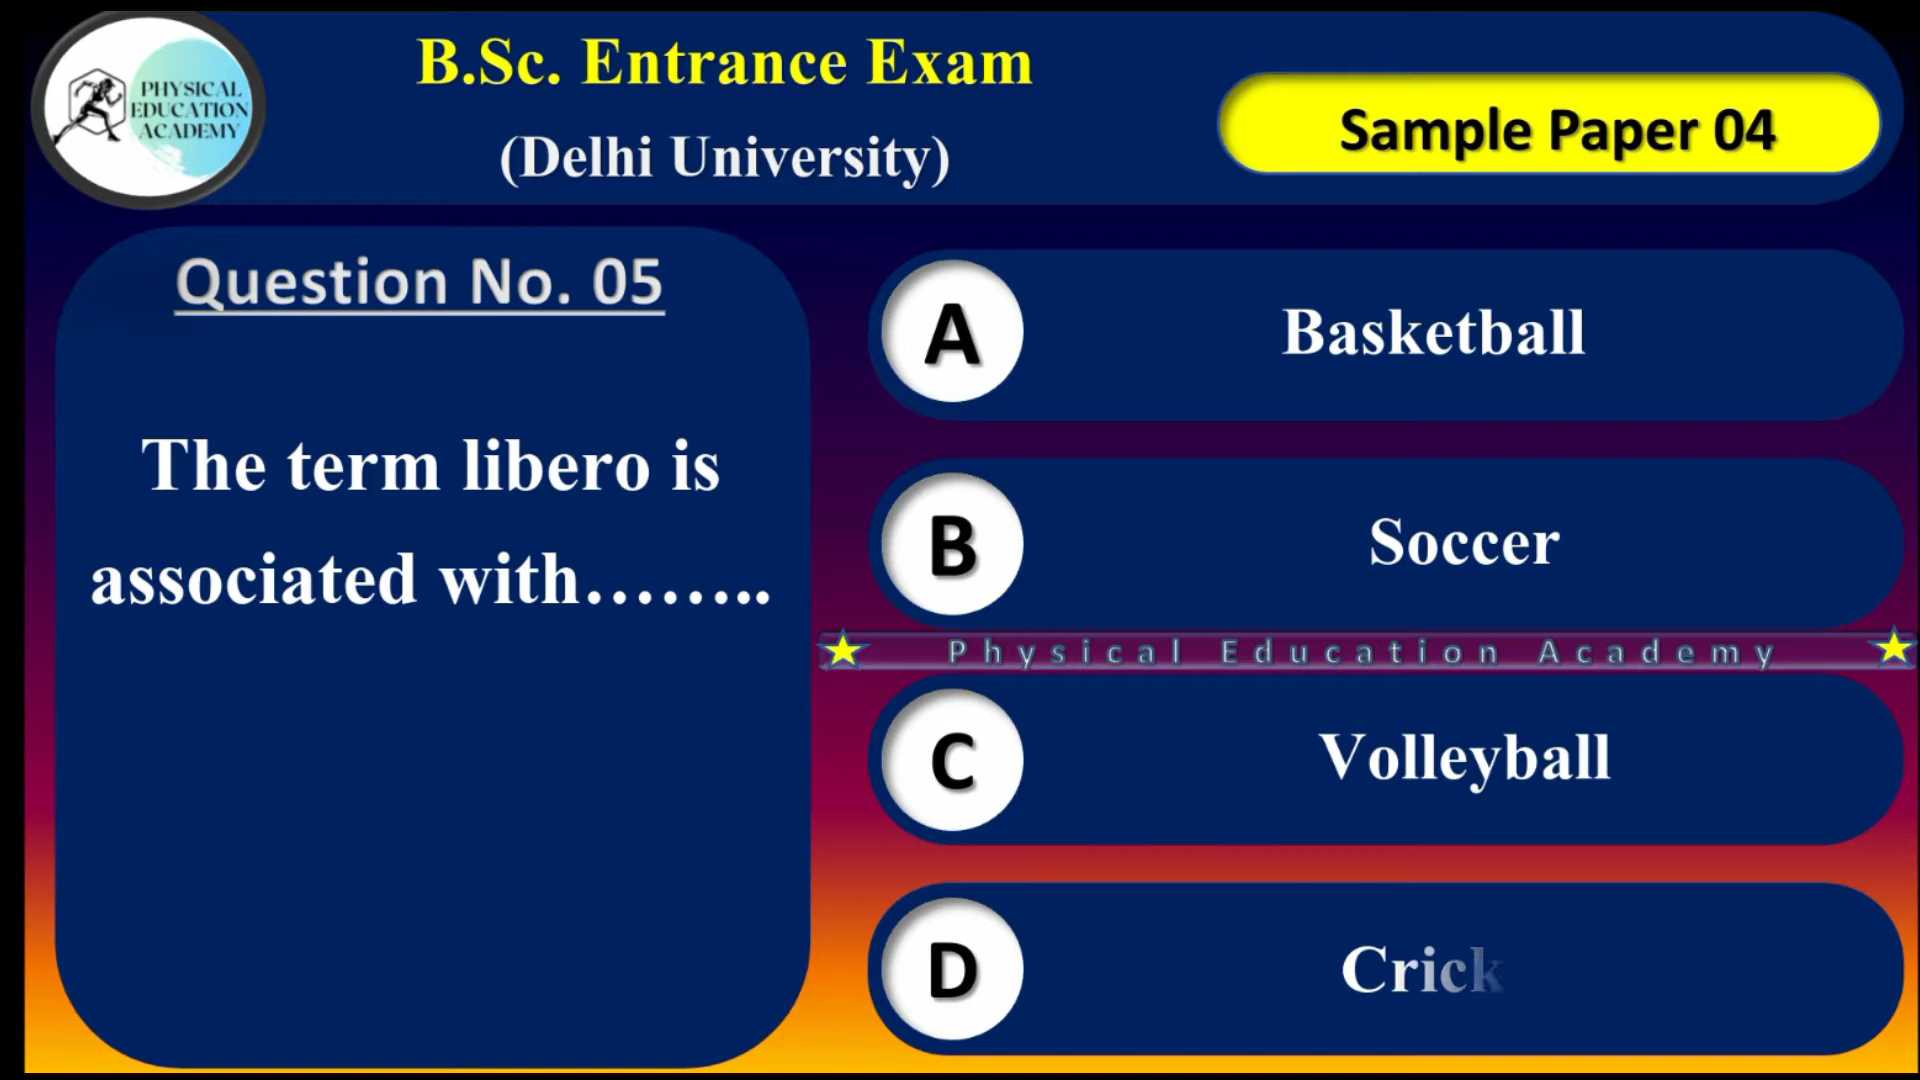 PHYSICAL
EDUCATION
ACADEMY
B.Sc. Entrance Exam
(Delhi University)
Sample Paper 04
Question No. 05
The term libero is
associated with……..
A
Basketball
B
Soccer
Physical Education Academy
C
Volleyball
D
Crick